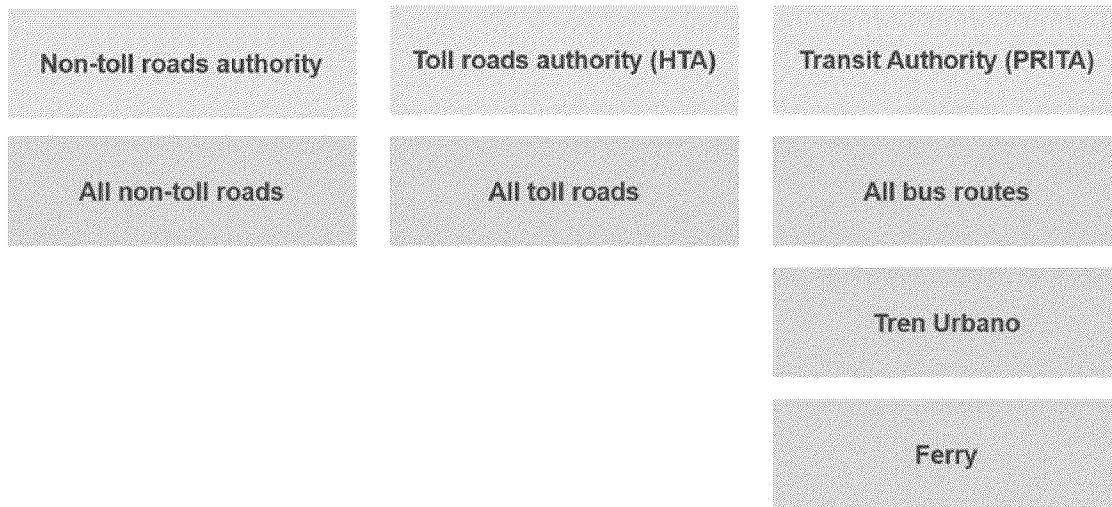 Non-toll roads authority
Toll roads authority (HTA)
Transit Authority (PRITA)
All non-toll roads
All toll roads
All bus routes
Tren Urbano
Ferry